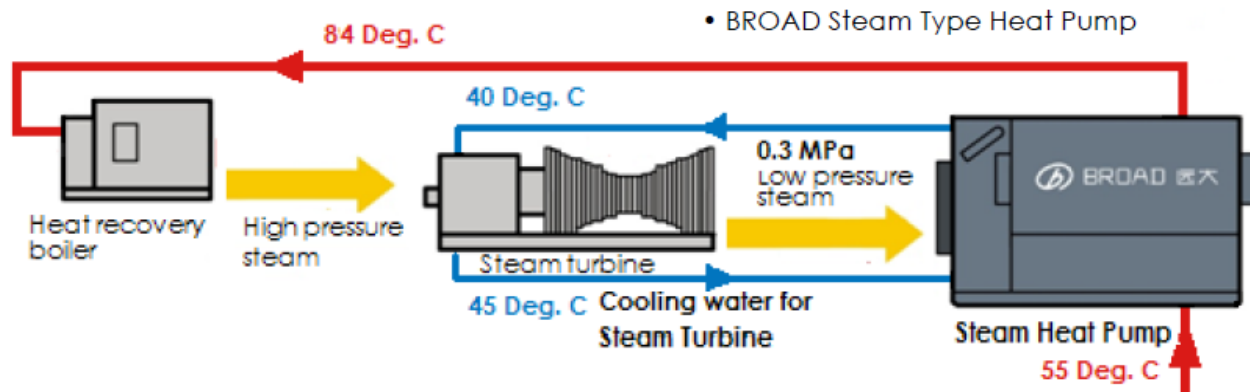 • BROAD Steam Type Heat Pump
84 Deg. C
40 Deg. C
0.3 MPa
Low pressure
steam
BROAD 远大
Heat recovery
boiler
High pressure
steam
Steam turbine
45 Deg. C
Cooling water for
Steam Turbine
Steam Heat Pump
55 Deg. C